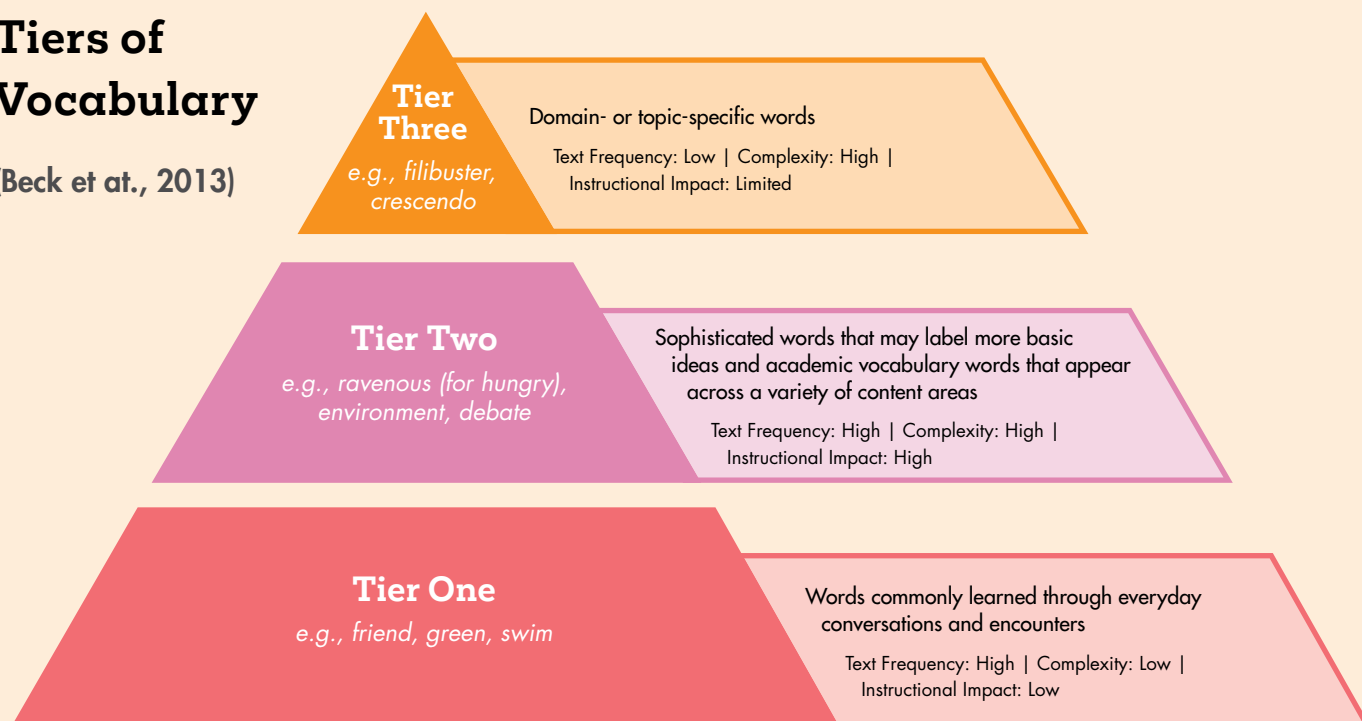 Tiers of
Vocabulary
(Beck et at., 2013)
Tier
Three
e.g., filibuster,
crescendo
Domain- or topic-specific words
Text Frequency: Low | Complexity: High |
Instructional Impact: Limited
Tier Two
e.g., ravenous (for hungry),
environment, debate
Sophisticated words that may label more basic
ideas and academic vocabulary words that appear
across a variety of content areas
Text Frequency: High | Complexity: High |
Instructional Impact: High
Tier One
e.g., friend, green, swim
Words commonly learned through everyday
conversations and encounters
Text Frequency: High | Complexity: Low |
Instructional Impact: Low